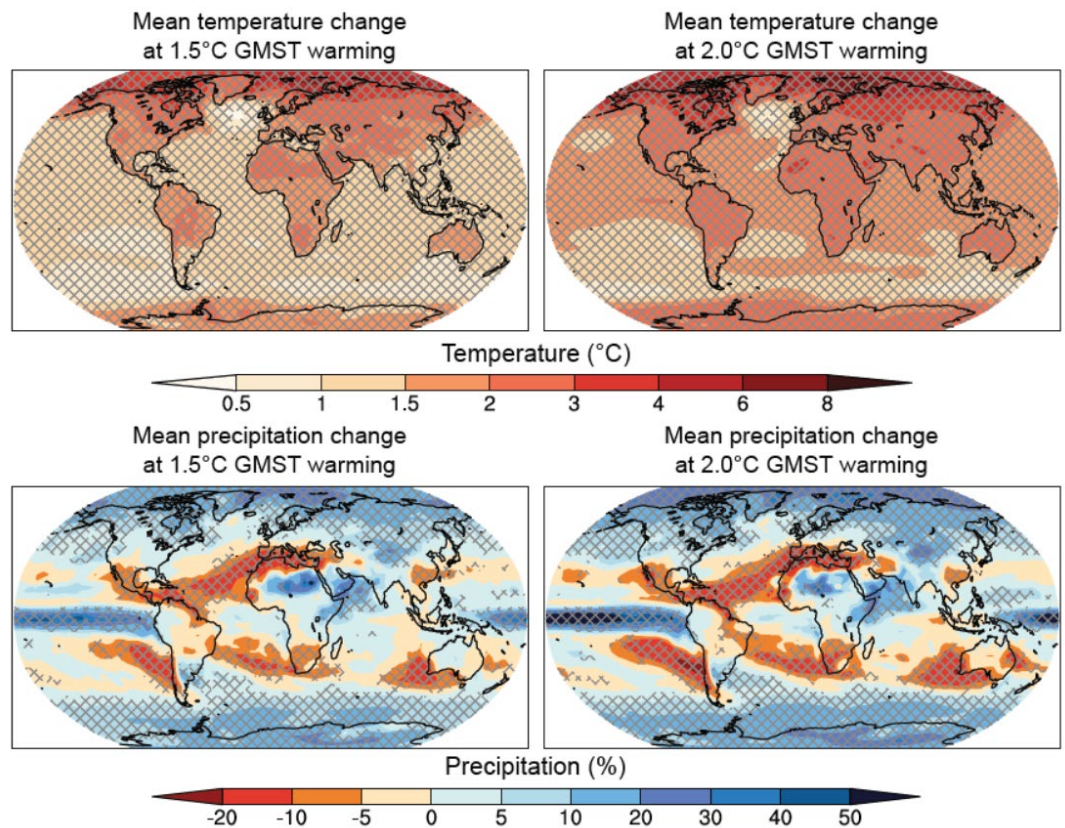 Mean temperature change
at 1.5°C GMST warming
Mean temperature change
at 2.0°C GMST warming
Temperature (°C)
0.5 1 1.5 2 3 4 6 8
Mean precipitation change
at 1.5°C GMST warming
Mean precipitation change
at 2.0°C GMST warming
Precipitation (%)
-20 -10 -5 0 5 10 20 30 40 50